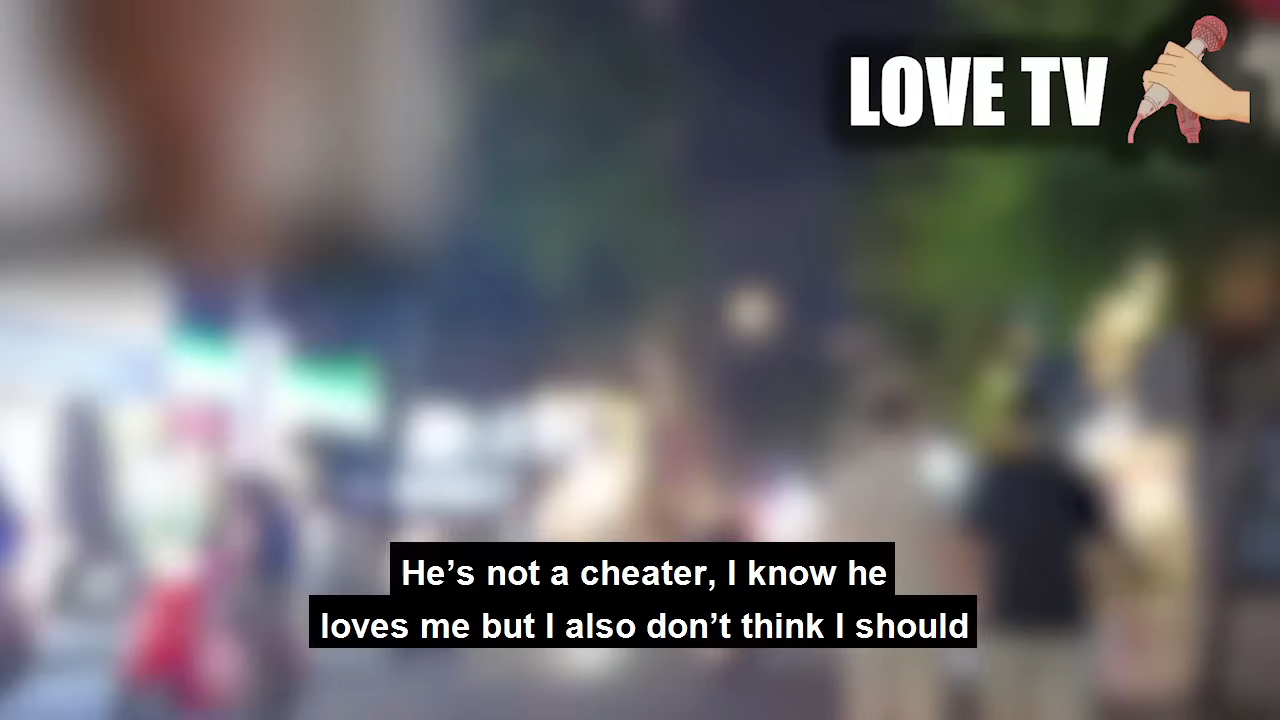 LOVE TV
He’s not a cheater, I know he
loves me but I also don’t think I should